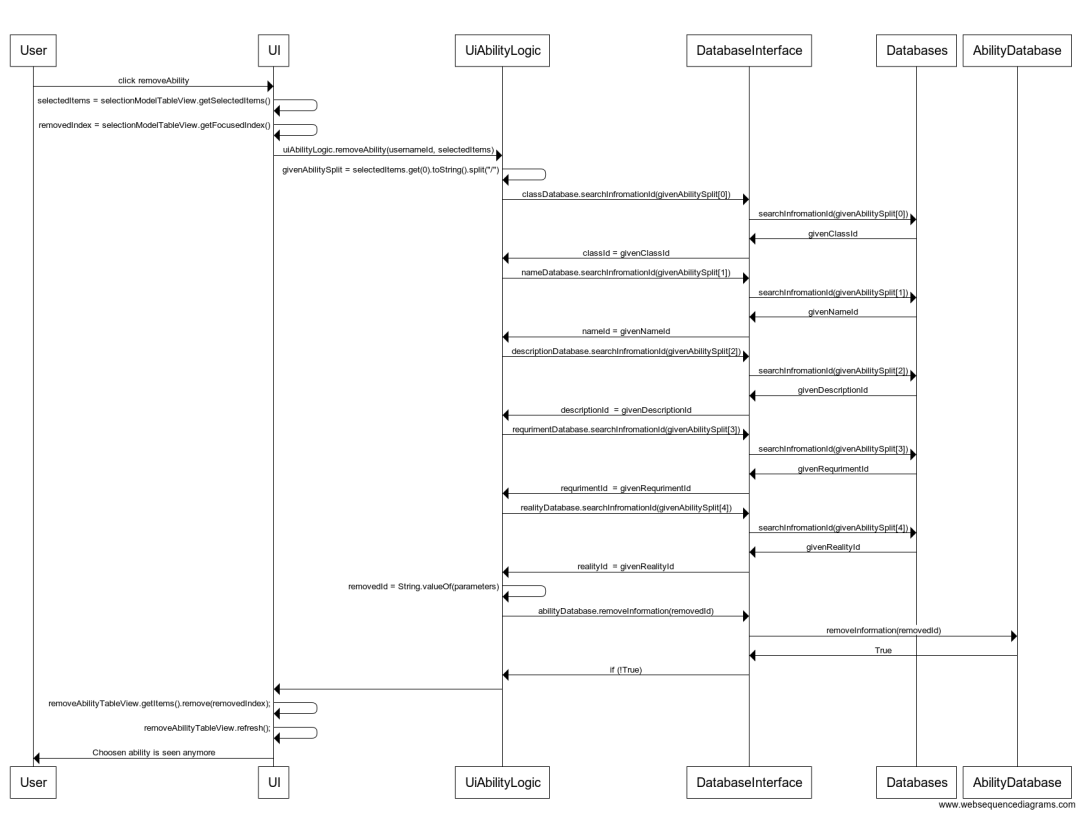 User UI UiAbilityLogic DatabaseInterface Databases AbilityDatabase
click removeAbility
selectedItems = selectionModelTableView.getSelectedItems()
removedIndex = selectionModelTableView.getFocusedIndex()
uiAbilityLogic.removeAbility(usernameId, selectedItems)
givenAbilitySplit = selectedItems.get(0).toString().split("/")
classDatabase.searchInfromationId(givenAbilitySplit[0])
searchInfromationId(givenAbilitySplit[0])
givenClassId
classId = givenClassId
nameDatabase.searchInfromationId(givenAbilitySplit[1])
searchInfromationId(givenAbilitySplit[1])
givenNameId
nameId = givenNameId
descriptionDatabase.searchInfromationId(givenAbilitySplit[2])
searchInfromationId(givenAbilitySplit[2])
givenDescriptionId
descriptionId = givenDescriptionId
requrimentDatabase.searchInfromationId(givenAbilitySplit[3])
searchInfromationId(givenAbilitySplit[3])
givenRequrimentId
requrimentId = givenRequrimentId
realityDatabase.searchInfromationId(givenAbilitySplit[4])
searchInfromationId(givenAbilitySplit[4])
givenRealityId
realityId = givenRealityId
removedId = String.valueOf(parameters)
abilityDatabase.removeInformation(removedId)
removeInformation(removedId)
True
if (!True)
removeAbilityTableView.getItems().remove(removedIndex);
removeAbilityTableView.refresh();
Choosen ability is seen anymore
User UI UiAbilityLogic DatabaseInterface Databases AbilityDatabase
www.websequencediagrams.com